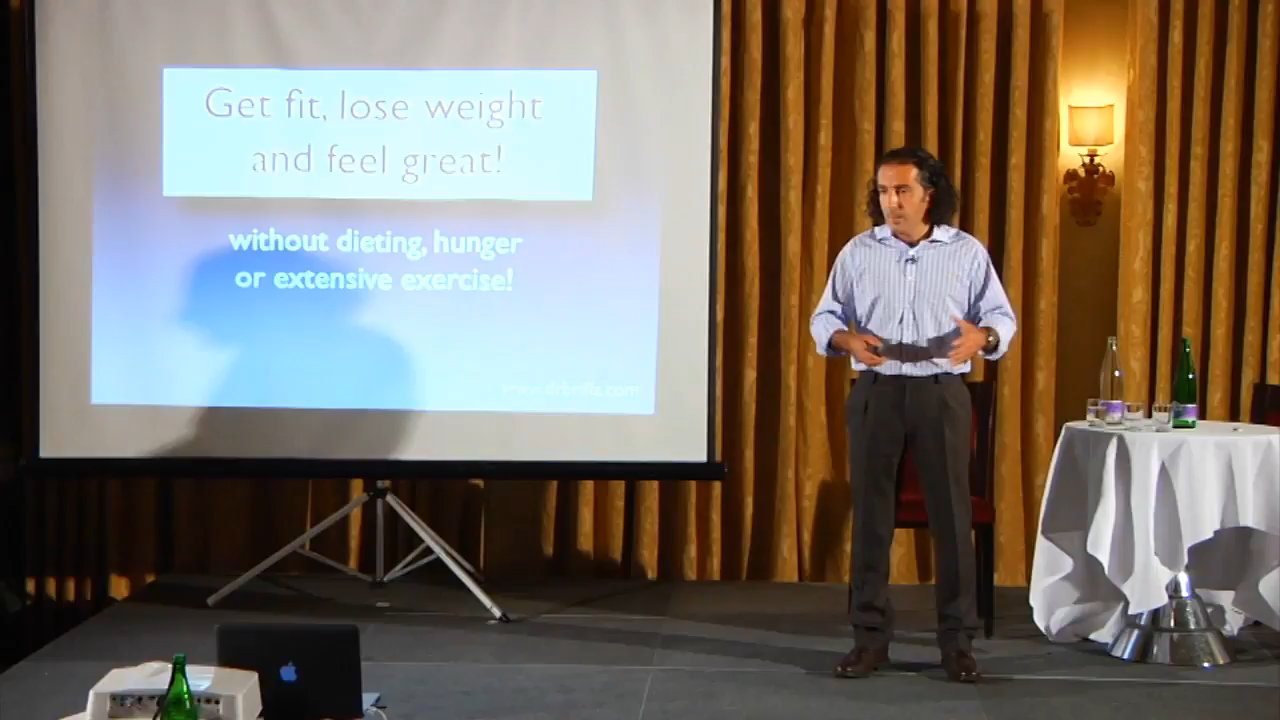 Get fit, lose weight
and feel great!
without dieting, hunger
or extensive exercise!